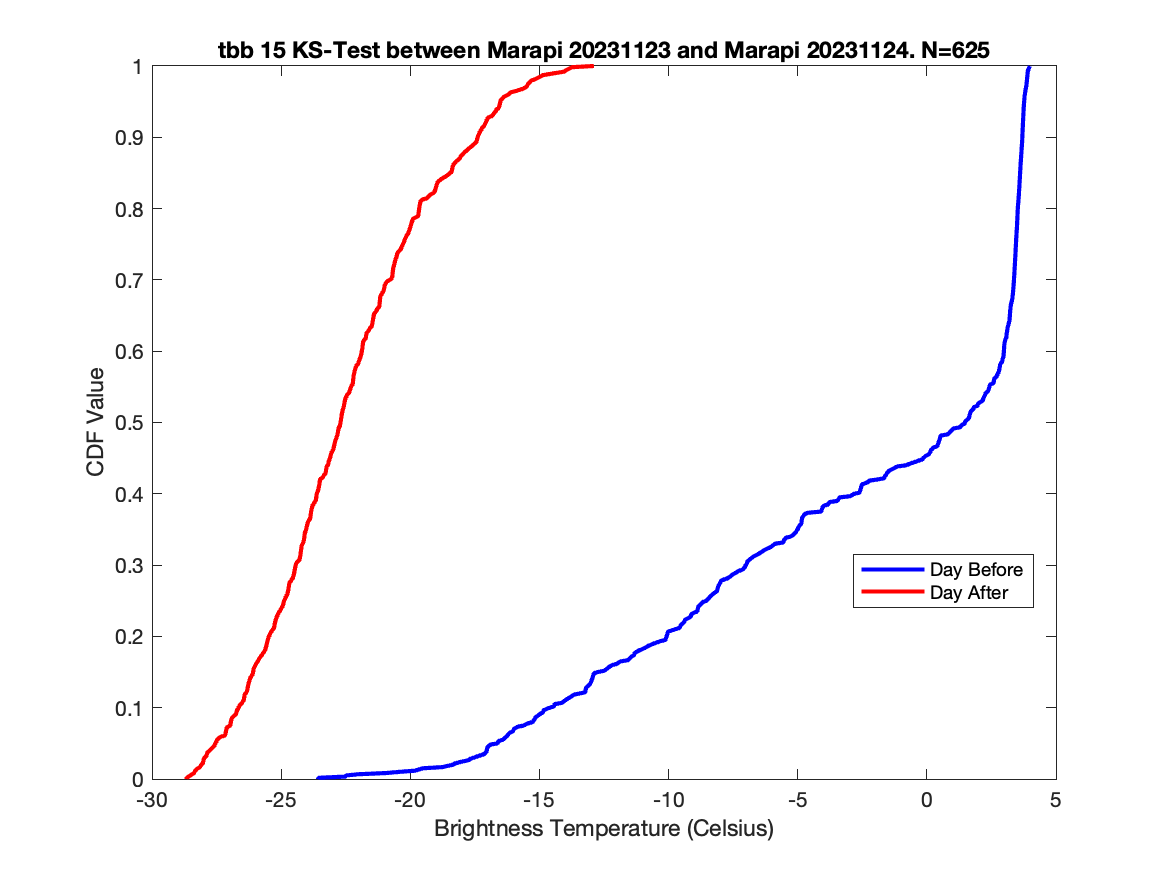 tbb 15 KS-Test between Marapi 20231123 and Marapi 20231124. N=625
1
0.9
0.8
0.7
0.6
0.5
0.4
0.3
0.2
0.1
0
CDF Value
Day Before
Day After
-30 -25 -20 -15 -10 -5 0 5
Brightness Temperature (Celsius)